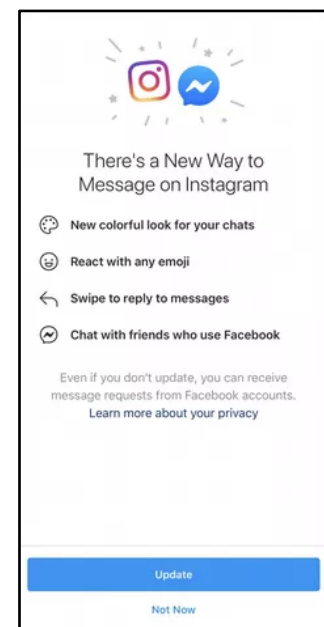 There's a New Way to
Message on Instagram
New colorful look for your chats
React with any emoji
Swipe to reply to messages
Chat with friends who use Facebook
Even if you don't update, you can receive
message requests from Facebook accounts.
Learn more about your privacy
Update
Not Now